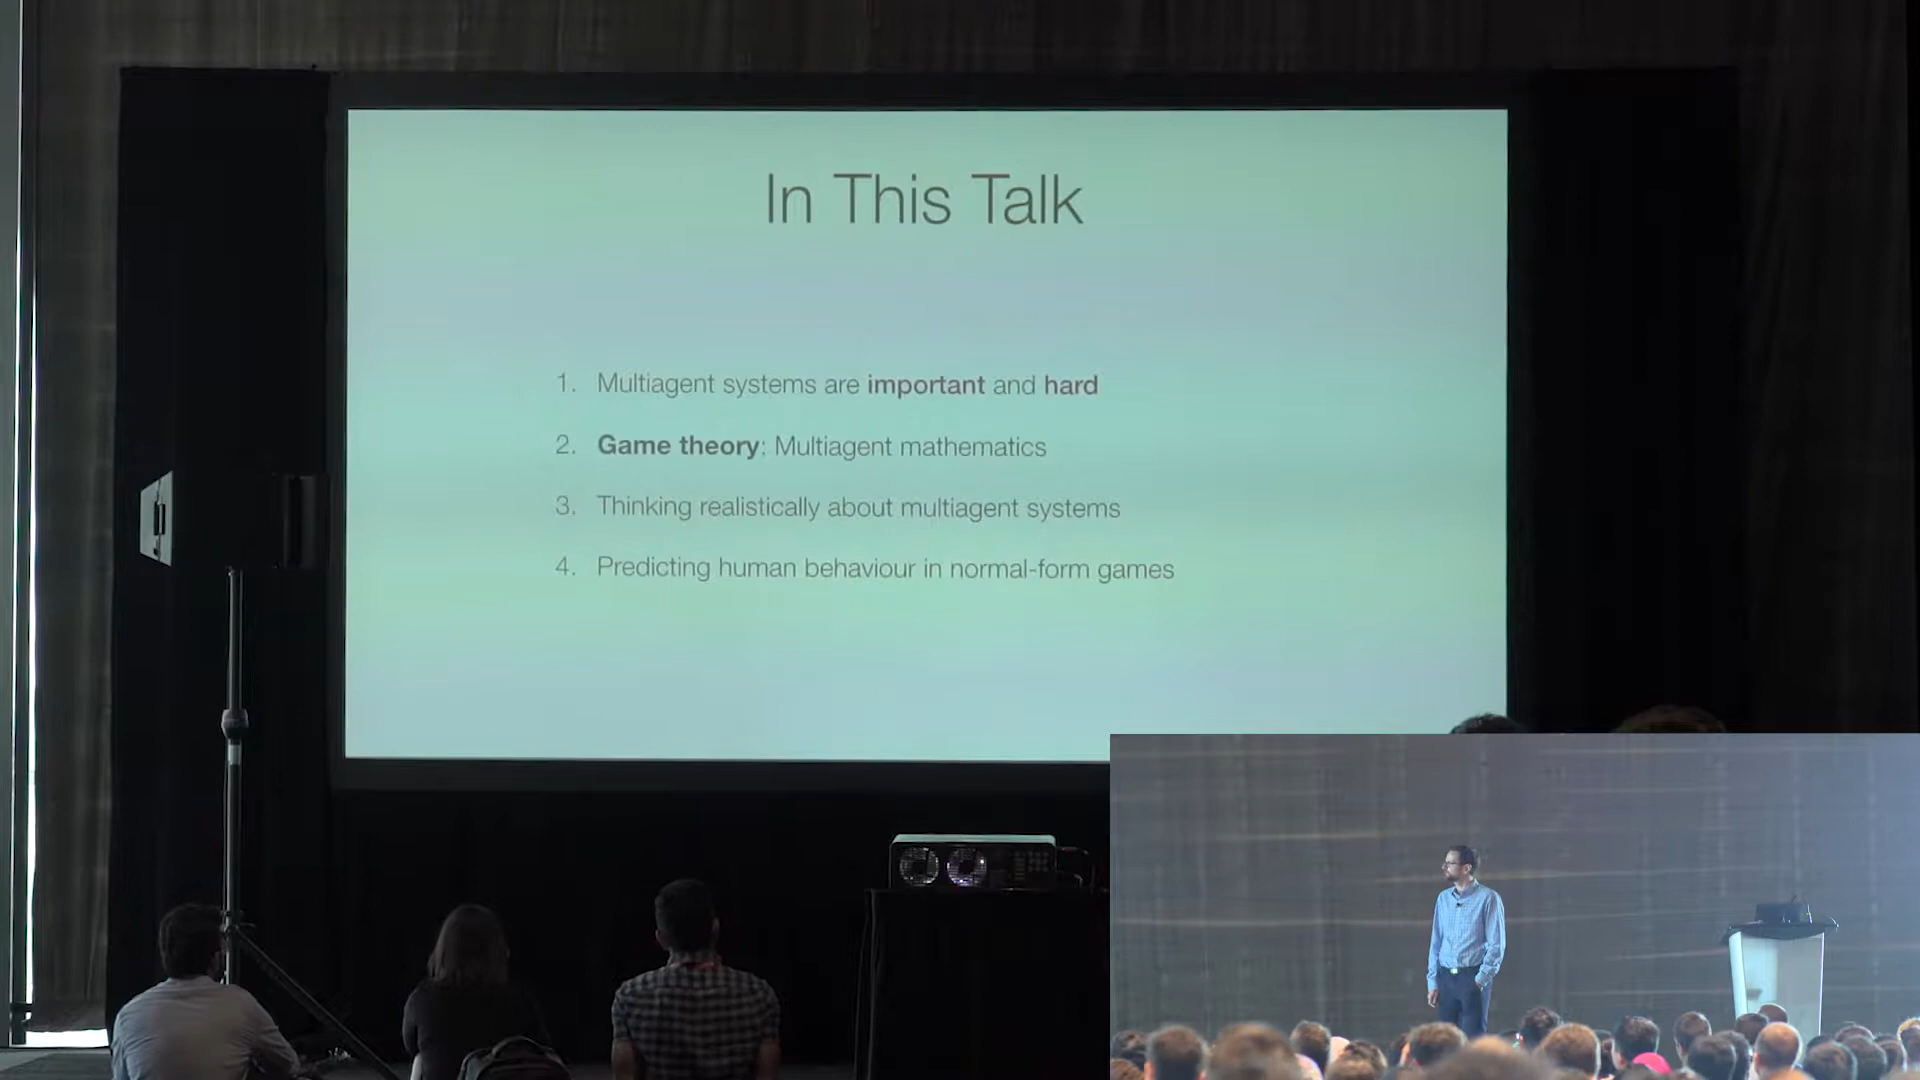 In This Talk
1. Multiagent systems are important and hard
2. Game theory: Multiagent mathematics
3. Thinking realistically about multiagent systems
4. Predicting human behaviour in normal-form games